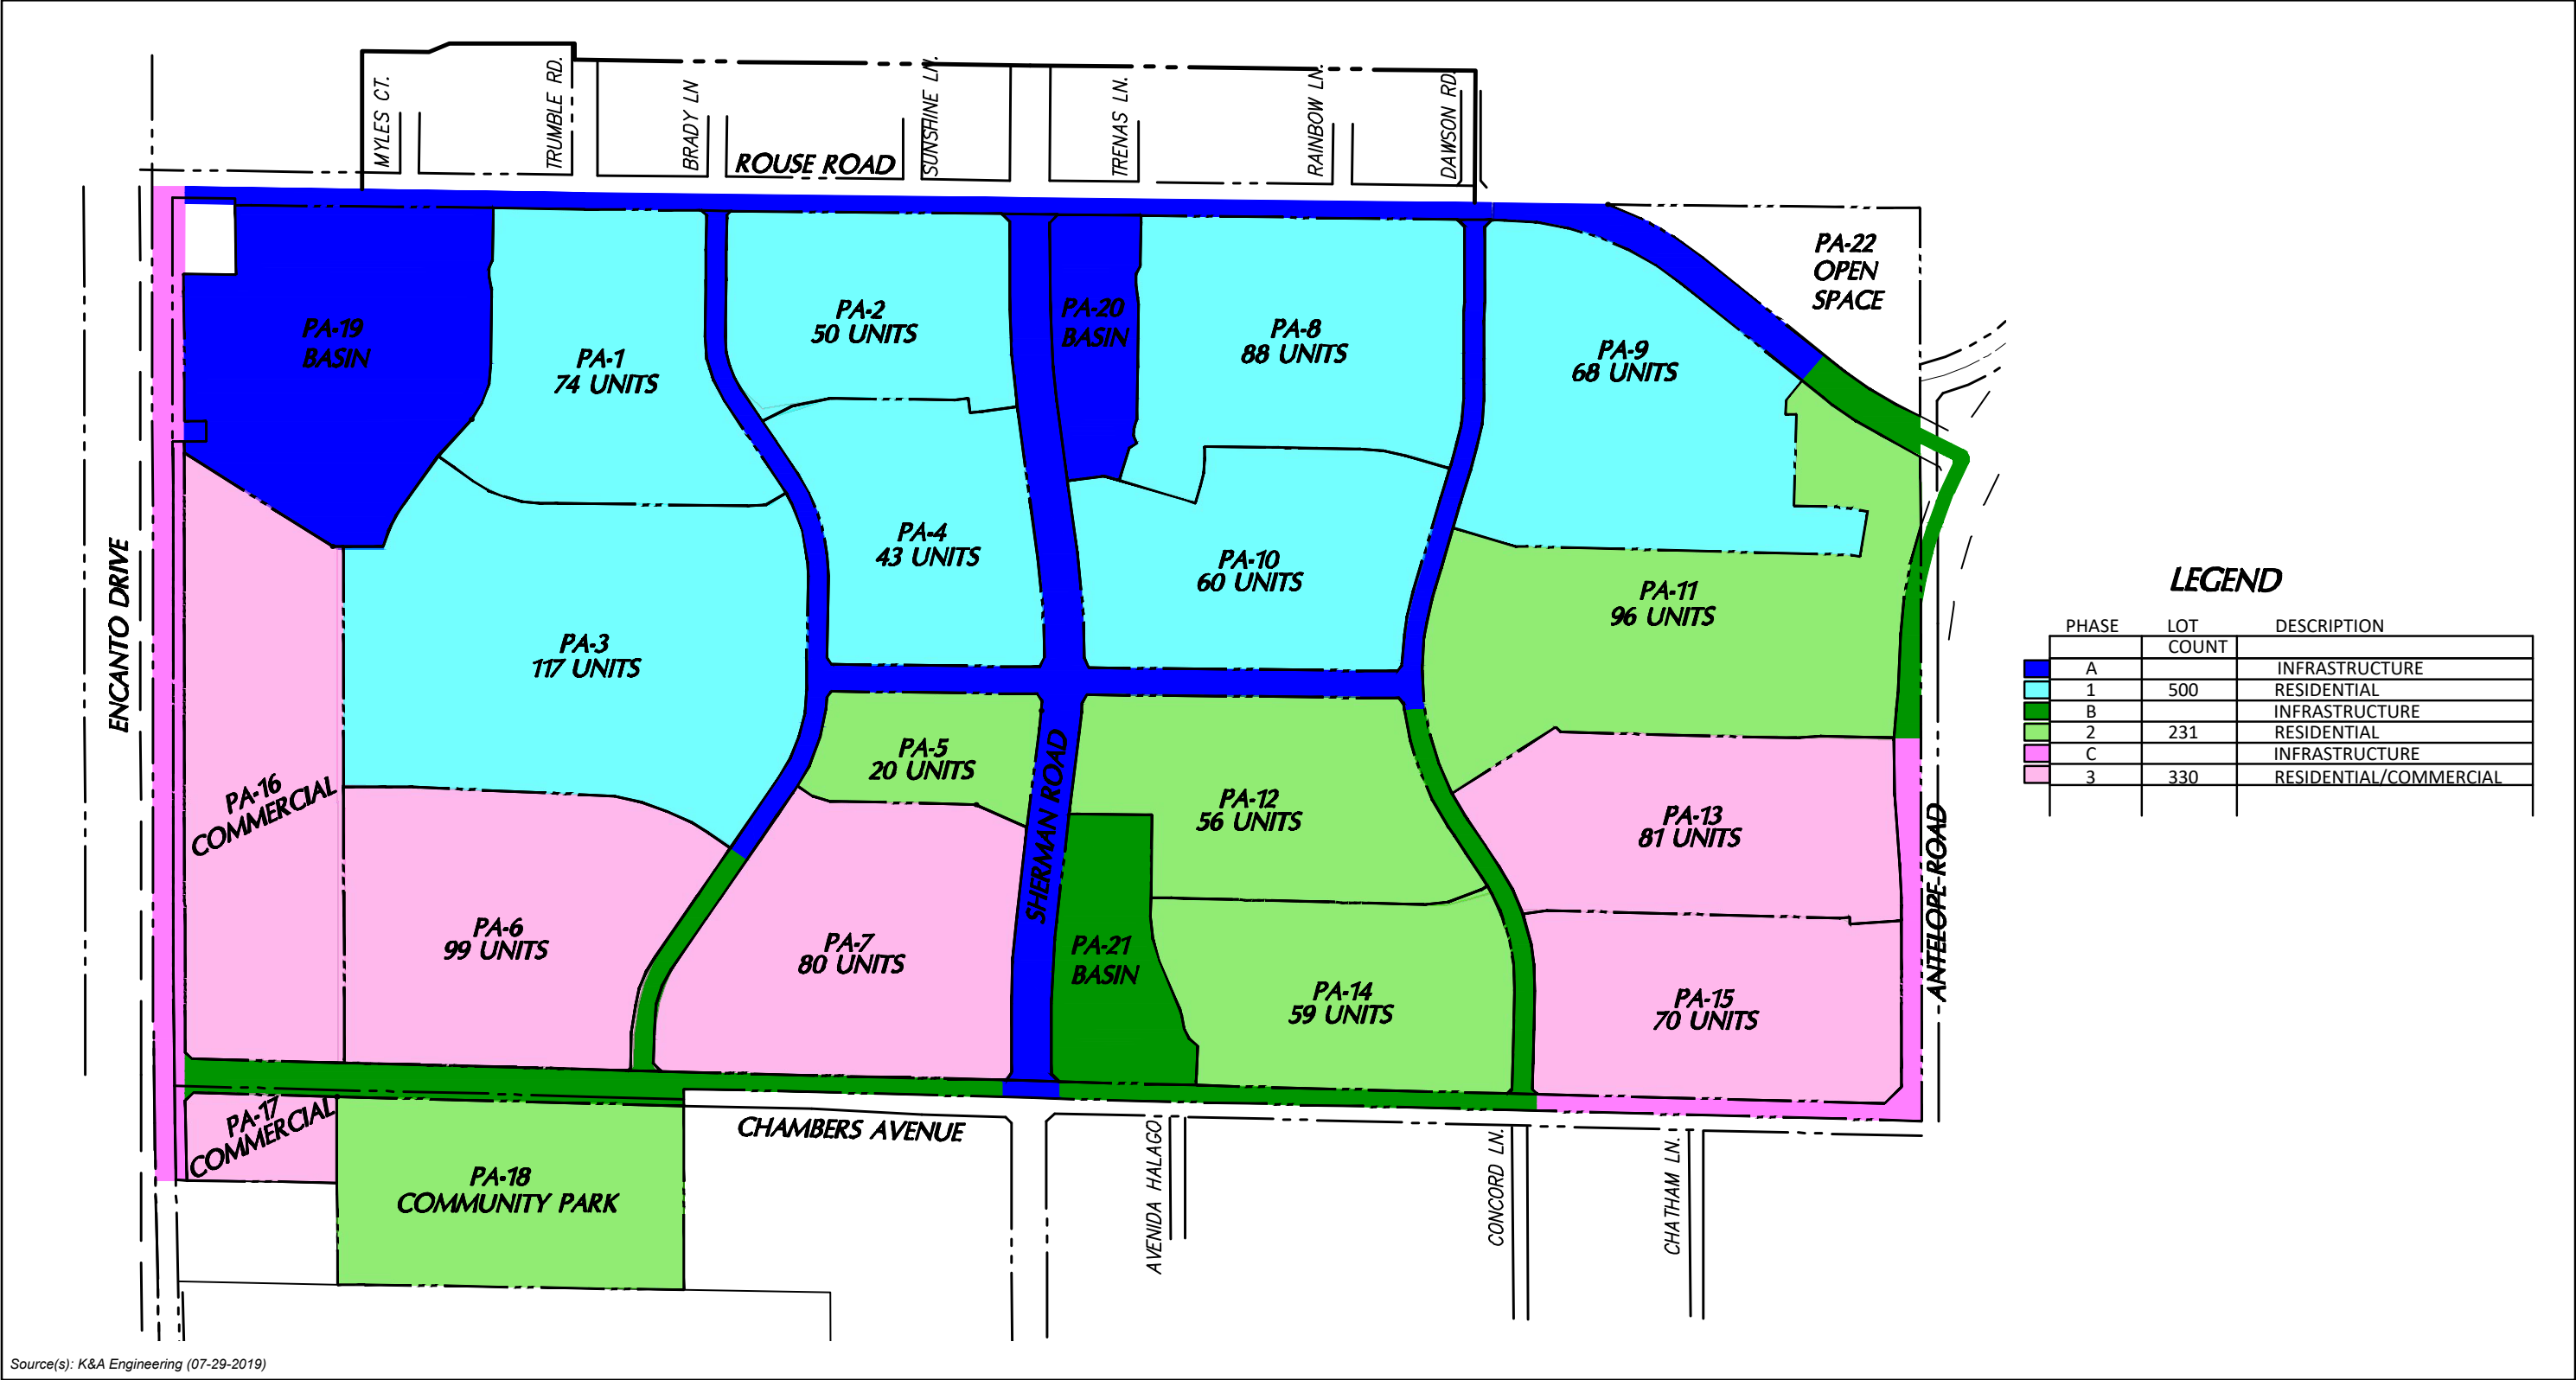 MYLES CT.
TRUMBLE RD.
BRADY LN
SUNSHINE LN.
TRENAS LN.
RAINBOW LN.
DAWSON RD.
ROUSE ROAD
PA-22
OPEN
SPACE
PA-19
BASIN
PA-1
74 UNITS
PA-2
50 UNITS
PA-20
BASIN
PA-8
88 UNITS
PA-9
68 UNITS
PA-4
43 UNITS
PA-10
60 UNITS
PA-11
96 UNITS
PA-3
117 UNITS
ENCANTO DRIVE
PA-5
20 UNITS
SHERMAN ROAD
PA-12
56 UNITS
PA-13
81 UNITS
ANTELOPE ROAD
PA-16
COMMERCIAL
PA-6
99 UNITS
PA-7
80 UNITS
PA-21
BASIN
PA-14
59 UNITS
PA-15
70 UNITS
PA-17
COMMERCIAL
CHAMBERS AVENUE
PA-18
COMMUNITY PARK
AVENIDA HALAGO
CONCORD LN.
CHATHAM LN.
LEGEND
PHASE LOT DESCRIPTION
COUNT
A INFRASTRUCTURE
1 500 RESIDENTIAL
B INFRASTRUCTURE
2 231 RESIDENTIAL
C INFRASTRUCTURE
3 330 RESIDENTIAL/COMMERCIAL
Source(s): K&A Engineering (07-29-2019)